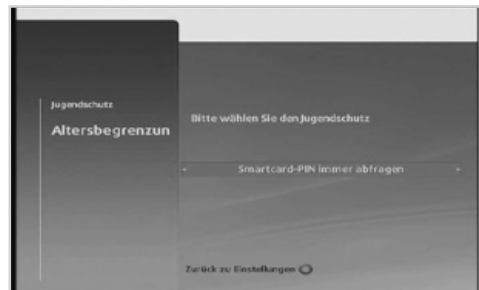 Jugendschutz
Altersbegrenzun
Bitte wählen Sie den Jugendschutz
Smartcard-PIN immer abfragen
Zurück zu Einstellungen